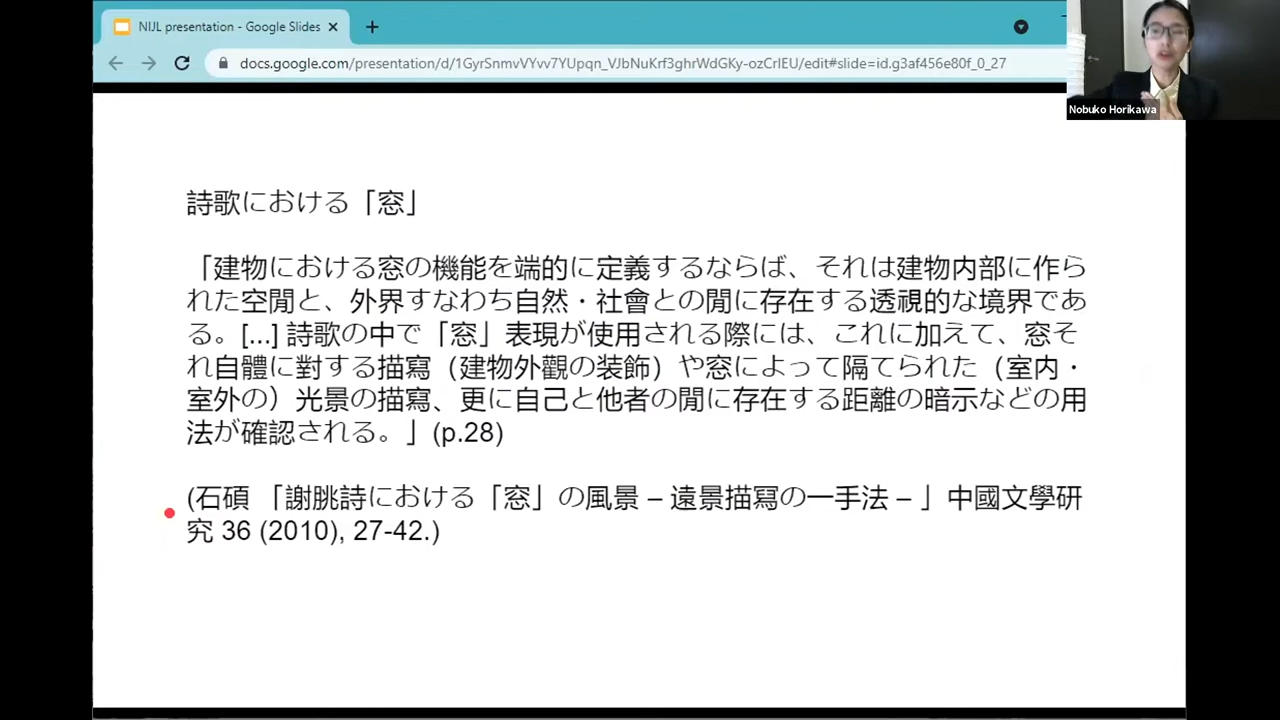 NIJL presentation - Google Slides
docs.google.com/presentation/d/1GyrSnmvVYvv7YUpqn_VJbNuKrf3ghrWdGKy-ozCrIEU/edit#slide=id.g3af456e80f_0_27
Nobuko Horikawa
詩歌における「窓」
「建物における窓の機能を端的に定義するならば、それは建物内部に作ら
れた空閒と、外界すなわち自然・社會との閒に存在する透視的な境界であ
る。[...] 詩歌の中で「窓」表現が使用される際には、これに加えて、窓そ
れ自體に對する描寫（建物外觀の装飾）や窓によって隔てられた（室内・
室外の）光景の描寫、更に自己と他者の閒に存在する距離の暗示などの用
法が確認される。」(p.28)
(石碩 「謝朓詩における「窓」の風景 – 遠景描冩の一手法 – 」中國文學研
究 36 (2010), 27-42.)